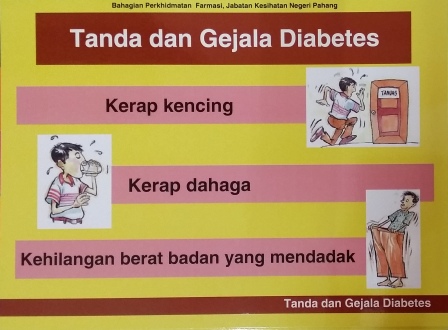 Bahagian Perkhidmatan Farmasi, Jabatan Kesihatan Negeri Pahang
Tanda dan Gejala Diabetes
Kerap kencing
TANDAS
Kerap dahaga
Kehilangan berat badan yang mendadak
Tanda dan Gejala Diabetes